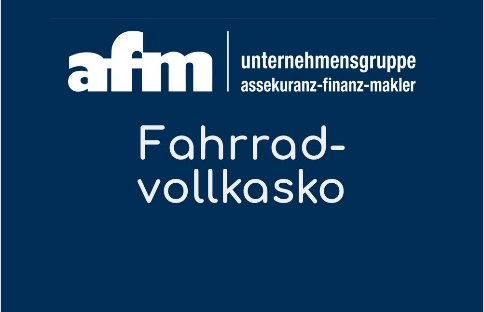 afm
unternehmensgruppe
assekuranz-finanz-makler
Fahrrad-
vollkasko